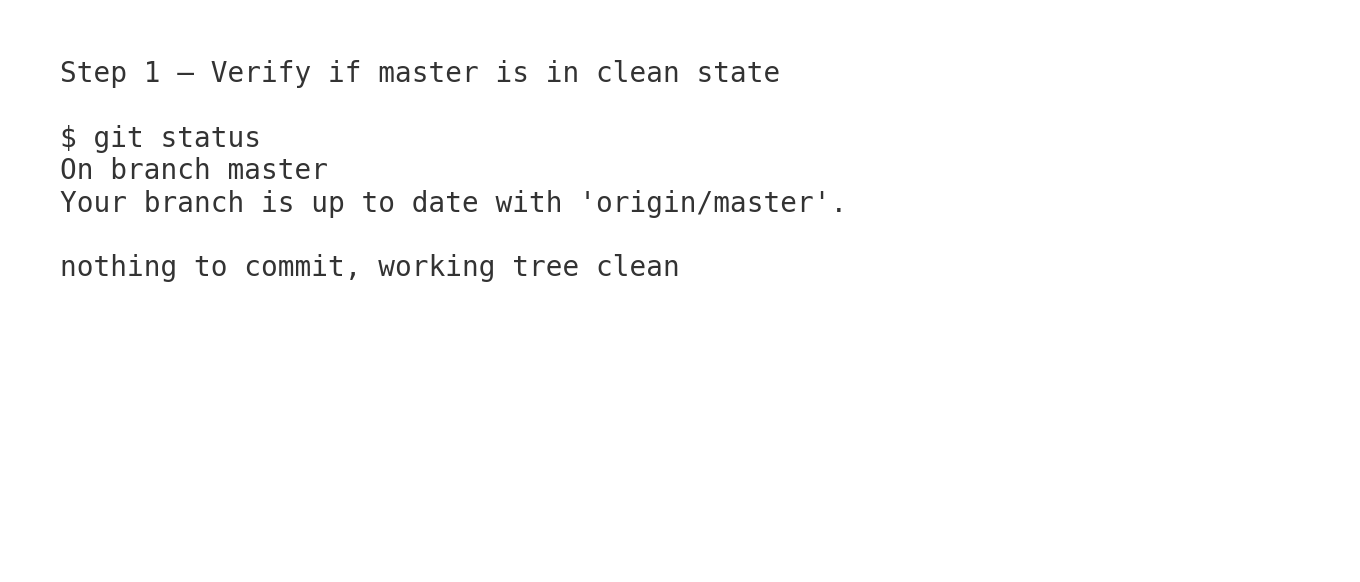 Step 1 – Verify if master is in clean state
$ git status
On branch master
Your branch is up to date with 'origin/master'.
nothing to commit, working tree clean